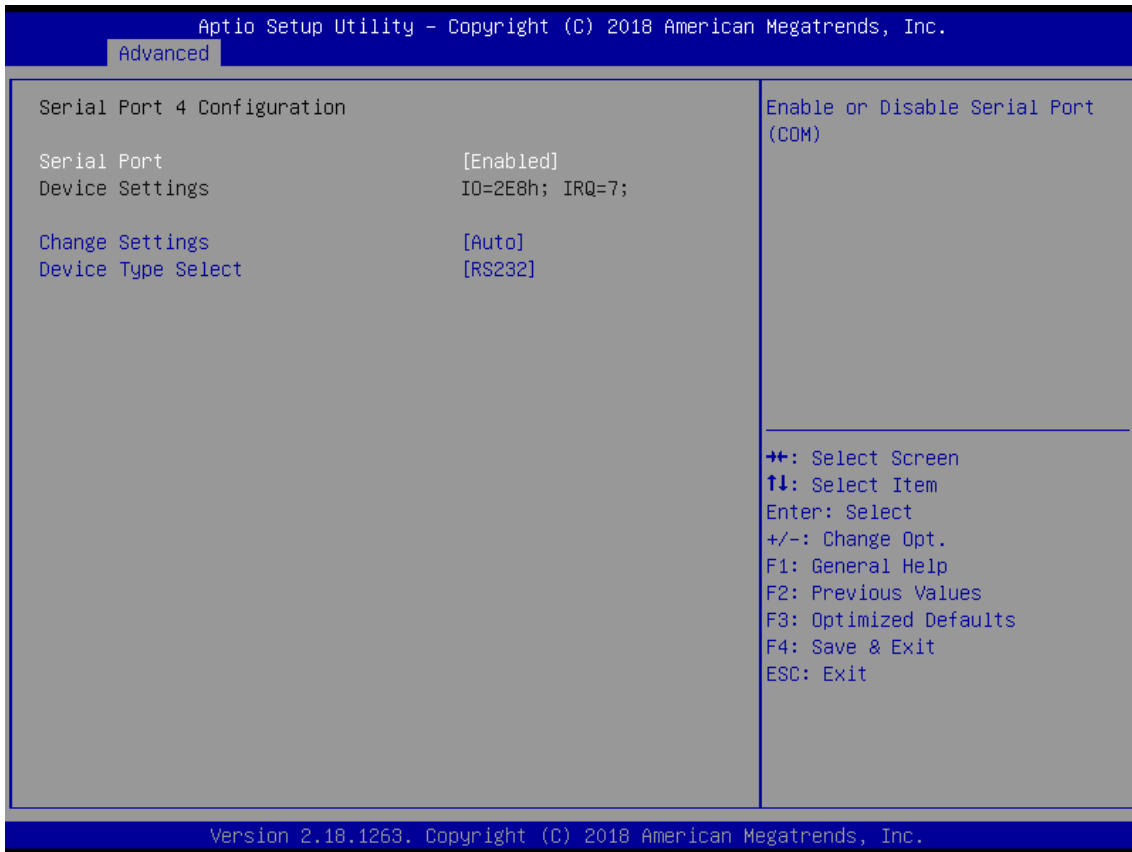 Aptio Setup Utility – Copyright (C) 2018 American Megatrends, Inc.
Advanced
Serial Port 4 Configuration
Serial Port [Enabled]
Device Settings IO=2E8h; IRQ=7;
Change Settings [Auto]
Device Type Select [RS232]
Enable or Disable Serial Port
(COM)
→←: Select Screen
↑↓: Select Item
Enter: Select
+/-: Change Opt.
F1: General Help
F2: Previous Values
F3: Optimized Defaults
F4: Save & Exit
ESC: Exit
Version 2.18.1263. Copyright (C) 2018 American Megatrends, Inc.